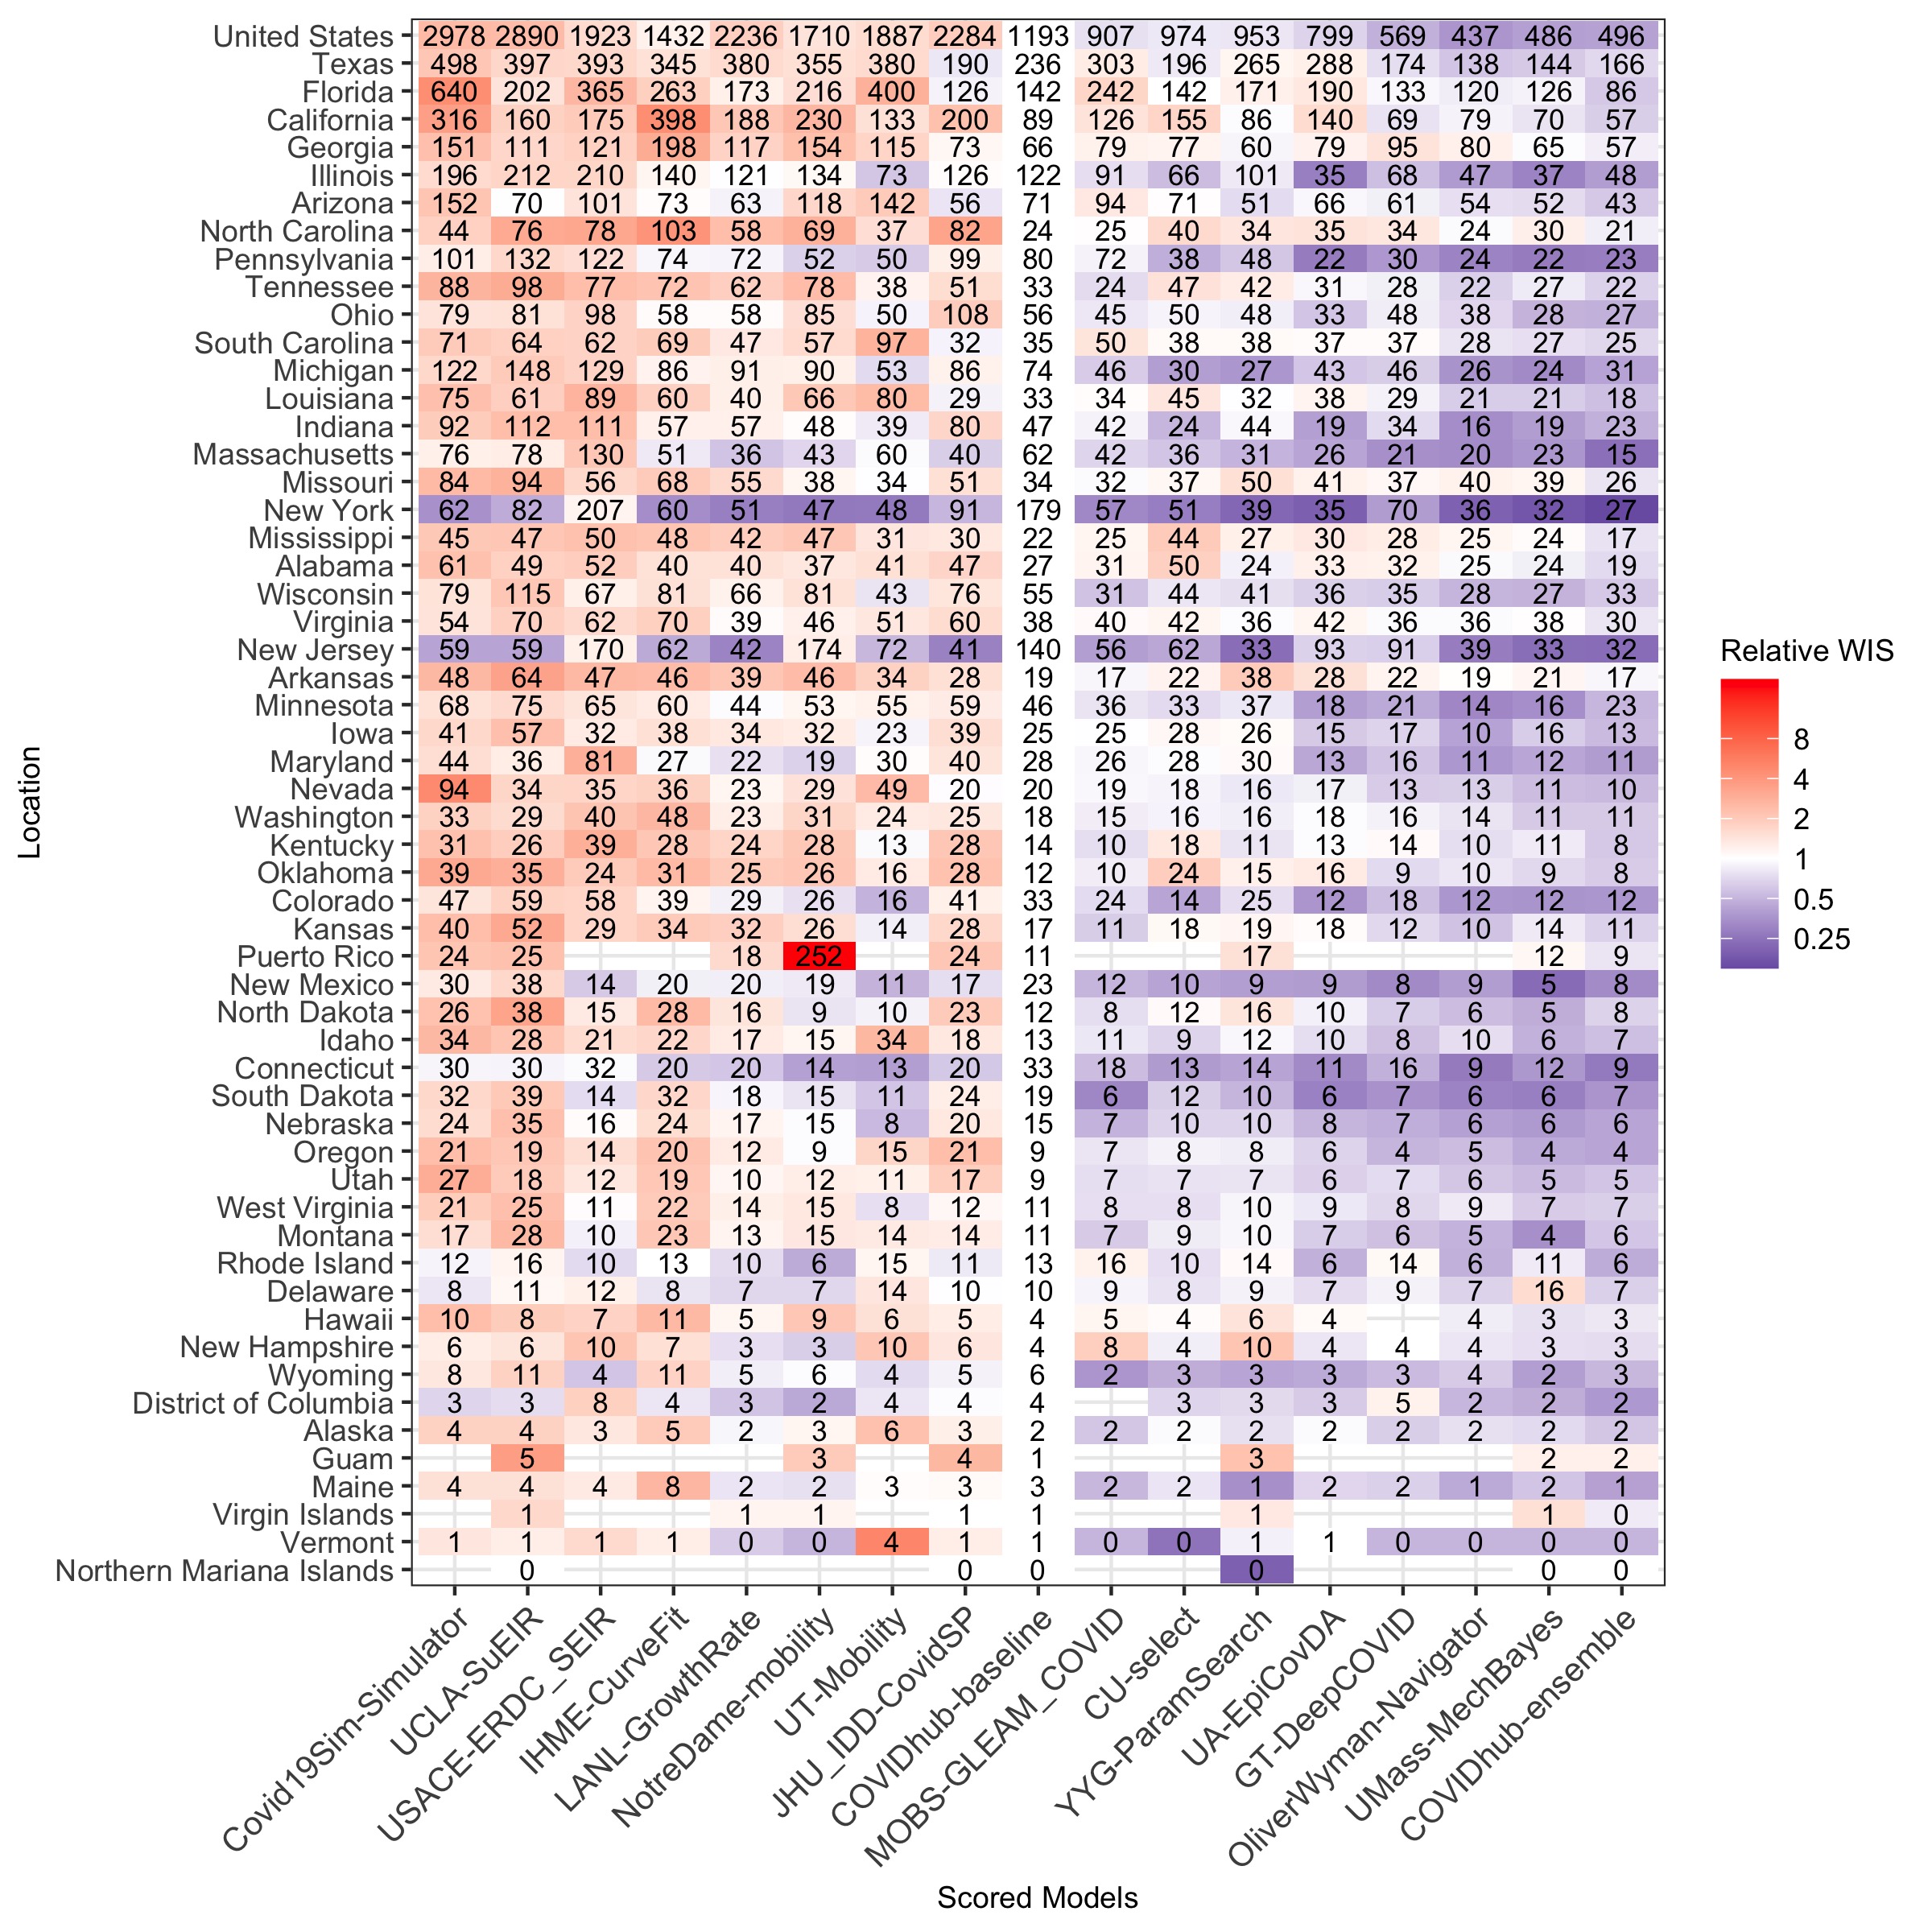 United States 2978 2890 1923 1432 2236 1710 1887 2284 1193 907 974 953 799 569 437 486 496
Texas 498 397 393 345 380 355 380 190 236 303 196 265 288 174 138 144 166
Florida 640 202 365 263 173 216 400 126 142 242 142 171 190 133 120 126 86
California 316 160 175 398 188 230 133 200 89 126 155 86 140 69 79 70 57
Georgia 151 111 121 198 117 154 115 73 66 79 77 60 79 95 80 65 57
Illinois 196 212 210 140 121 134 73 126 122 91 66 101 35 68 47 37 48
Arizona 152 70 101 73 63 118 142 56 71 94 71 51 66 61 54 52 43
North Carolina 44 76 78 103 58 69 37 82 24 25 40 34 35 34 24 30 21
Pennsylvania 101 132 122 74 72 52 50 99 80 72 38 48 22 30 24 22 23
Tennessee 88 98 77 72 62 78 38 51 33 24 47 42 31 28 22 27 22
Ohio 79 81 98 58 58 85 50 108 56 45 50 48 33 48 38 28 27
South Carolina 71 64 62 69 47 57 97 32 35 50 38 38 37 37 28 27 25
Michigan 122 148 129 86 91 90 53 86 74 46 30 27 43 46 26 24 31
Louisiana 75 61 89 60 40 66 80 29 33 34 45 32 38 29 21 21 18
Indiana 92 112 111 57 57 48 39 80 47 42 24 44 19 34 16 19 23
Massachusetts 76 78 130 51 36 43 60 40 62 42 36 31 26 21 20 23 15
Missouri 84 94 56 68 55 38 34 51 34 32 37 50 41 37 40 39 26
New York 62 82 207 60 51 47 48 91 179 57 51 39 35 70 36 32 27
Mississippi 45 47 50 48 42 47 31 30 22 25 44 27 30 28 25 24 17
Alabama 61 49 52 40 40 37 41 47 27 31 50 24 33 32 25 24 19
Wisconsin 79 115 67 81 66 81 43 76 55 31 44 41 36 35 28 27 33
Virginia 54 70 62 70 39 46 51 60 38 40 42 36 42 36 36 38 30
New Jersey 59 59 170 62 42 174 72 41 140 56 62 33 93 91 39 33 32
Arkansas 48 64 47 46 39 46 34 28 19 17 22 38 28 22 19 21 17
Minnesota 68 75 65 60 44 53 55 59 46 36 33 37 18 21 14 16 23
Iowa 41 57 32 38 34 32 23 39 25 25 28 26 15 17 10 16 13
Maryland 44 36 81 27 22 19 30 40 28 26 28 30 13 16 11 12 11
Nevada 94 34 35 36 23 29 49 20 20 19 18 16 17 13 13 11 10
Washington 33 29 40 48 23 31 24 25 18 15 16 16 18 16 14 11 11
Kentucky 31 26 39 28 24 28 13 28 14 10 18 11 13 14 10 11 8
Oklahoma 39 35 24 31 25 26 16 28 12 10 24 15 16 9 10 9 8
Colorado 47 59 58 39 29 26 16 41 33 24 14 25 12 18 12 12 12
Kansas 40 52 29 34 32 26 14 28 17 11 18 19 18 12 10 14 11
Puerto Rico 24 25 18 252 24 11 17 12 9
New Mexico 30 38 14 20 20 19 11 17 23 12 10 9 9 8 9 5 8
North Dakota 26 38 15 28 16 9 10 23 12 8 12 16 10 7 6 5 8
Idaho 34 28 21 22 17 15 34 18 13 11 9 12 10 8 10 6 7
Connecticut 30 30 32 20 20 14 13 20 33 18 13 14 11 16 9 12 9
South Dakota 32 39 14 32 18 15 11 24 19 6 12 10 6 7 6 6 7
Nebraska 24 35 16 24 17 15 8 20 15 7 10 10 8 7 6 6 6
Oregon 21 19 14 20 12 9 15 21 9 7 8 8 6 4 5 4 4
Utah 27 18 12 19 10 12 11 17 9 7 7 7 6 7 6 5 5
West Virginia 21 25 11 22 14 15 8 12 11 8 8 10 9 8 9 7 7
Montana 17 28 10 23 13 15 14 14 11 7 9 10 7 6 5 4 6
Rhode Island 12 16 10 13 10 6 15 11 13 16 10 14 6 14 6 11 6
Delaware 8 11 12 8 7 7 14 10 10 9 8 9 7 9 7 16 7
Hawaii 10 8 7 11 5 9 6 5 4 5 4 6 4 4 3 3
New Hampshire 6 6 10 7 3 3 10 6 4 8 4 10 4 4 4 3 3
Wyoming 8 11 4 11 5 6 4 5 6 2 3 3 3 3 4 2 3
District of Columbia 3 3 8 4 3 2 4 4 4 3 3 3 5 2 2 2
Alaska 4 4 3 5 2 3 6 3 2 2 2 2 2 2 2 2 2
Guam 5 3 4 1 3 2 2
Maine 4 4 4 8 2 2 3 3 3 2 2 1 2 2 1 2 1
Virgin Islands 1 1 1 1 1 1 1 0
Vermont 1 1 1 1 0 0 4 1 1 0 0 1 1 0 0 0 0
Northern Mariana Islands 0 0 0 0 0 0
Location
Covid19Sim-Simulator
UCLA-SuEIR
USACE-ERDC_SEIR
IHME-CurveFit
LANL-GrowthRate
NotreDame-mobility
UT-Mobility
JHU_IDD-CovidSP
COVIDhub-baseline
MOBS-GLEAM_COVID
CU-select
YYG-ParamSearch
UA-EpiCovDA
GT-DeepCOVID
OliverWyman-Navigator
UMass-MechBayes
COVIDhub-ensemble
Scored Models
Relative WIS
8
4
2
1
0.5
0.25